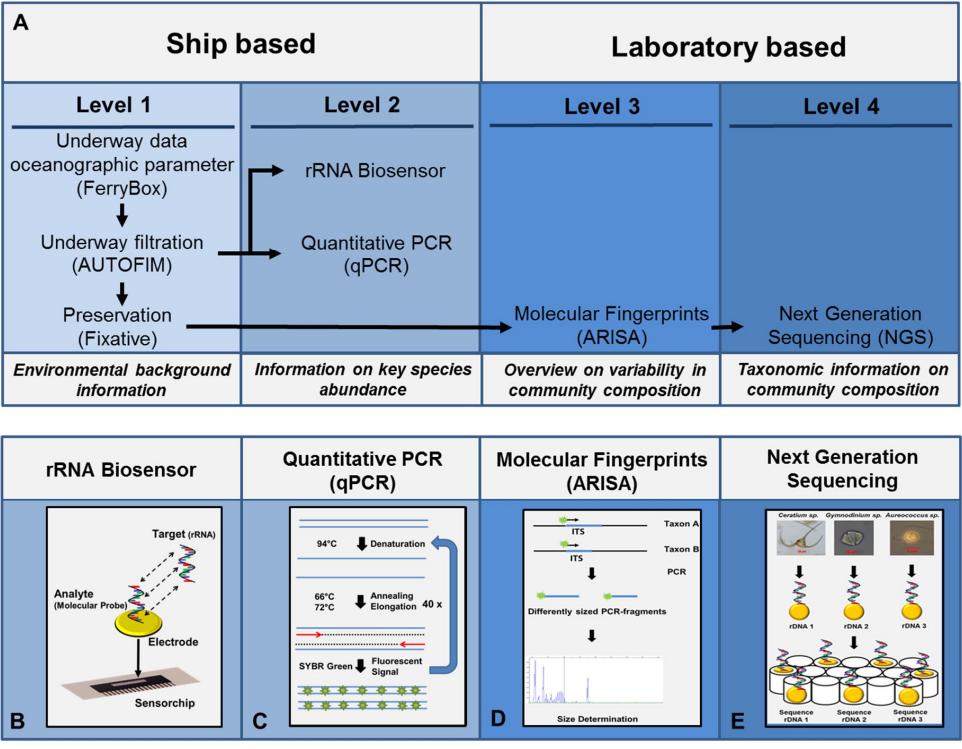 A
Ship based
Laboratory based
Level 1
Level 2
Level 3
Level 4
Underway data
oceanographic parameter
(FerryBox)
Underway filtration
(AUTOFIM)
Preservation
(Fixative)
rRNA Biosensor
Quantitative PCR
(qPCR)
Molecular Fingerprints
(ARISA)
Next Generation
Sequencing (NGS)
Environmental background
information
Information on key species
abundance
Overview on variability in
community composition
Taxonomic information on
community composition
rRNA Biosensor
Target (rRNA)
Analyte
(Molecular Probe)
Electrode
Sensorchip
B
Quantitative PCR
(qPCR)
94°C Denaturation
66°C Annealing
72°C Elongation 40 x
SYBR Green Fluorescent
Signal
C
Molecular Fingerprints
(ARISA)
Taxon A
ITS
Taxon B
ITS
PCR
Differently sized PCR-fragments
Size Determination
D
Next Generation
Sequencing
Ceratium sp. Gymnodinium sp. Aureococcus sp.
rDNA 1 rDNA 2 rDNA 3
Sequence Sequence Sequence
rDNA 1 rDNA 2 rDNA 3
E